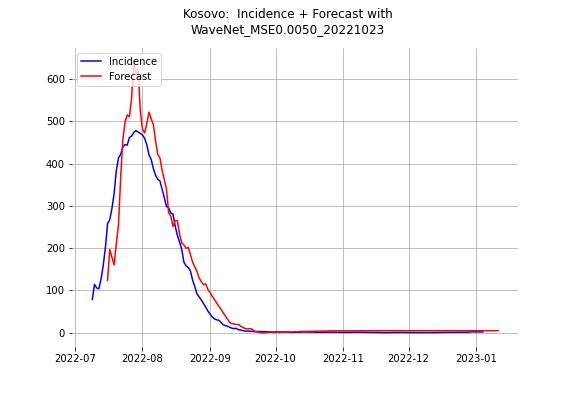 Kosovo:  Incidence + Forecast with
WaveNet_MSE0.0050_20221023
Incidence
Forecast
600
500
400
300
200
100
0
2022-07 2022-08 2022-09 2022-10 2022-11 2022-12 2023-01